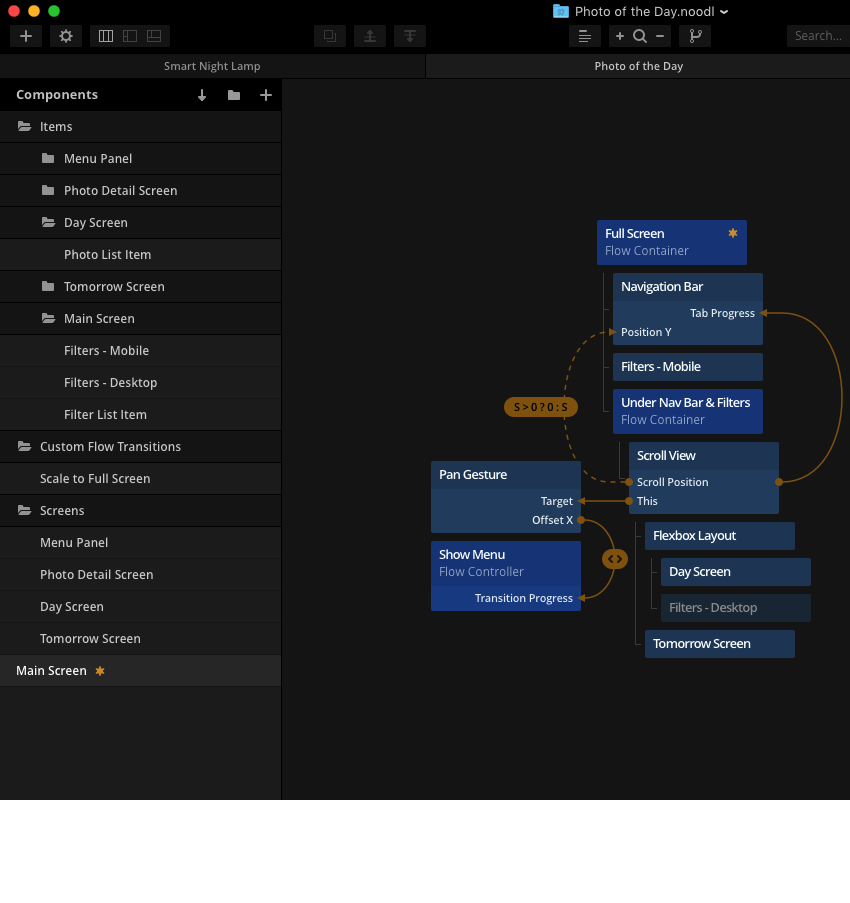 Photo of the Day.noodl
Search...
Smart Night Lamp
Photo of the Day
Components
Items
Menu Panel
Photo Detail Screen
Day Screen
Photo List Item
Tomorrow Screen
Main Screen
Filters - Mobile
Filters - Desktop
Filter List Item
Custom Flow Transitions
Scale to Full Screen
Screens
Menu Panel
Photo Detail Screen
Day Screen
Tomorrow Screen
Main Screen
Full Screen
Flow Container
Navigation Bar
Tab Progress
Position Y
Filters - Mobile
Under Nav Bar & Filters
Flow Container
S>0?0:S
Scroll View
Scroll Position
This
Pan Gesture
Target
Offset X
Show Menu
Flow Controller
Transition Progress
Flexbox Layout
Day Screen
Filters - Desktop
Tomorrow Screen